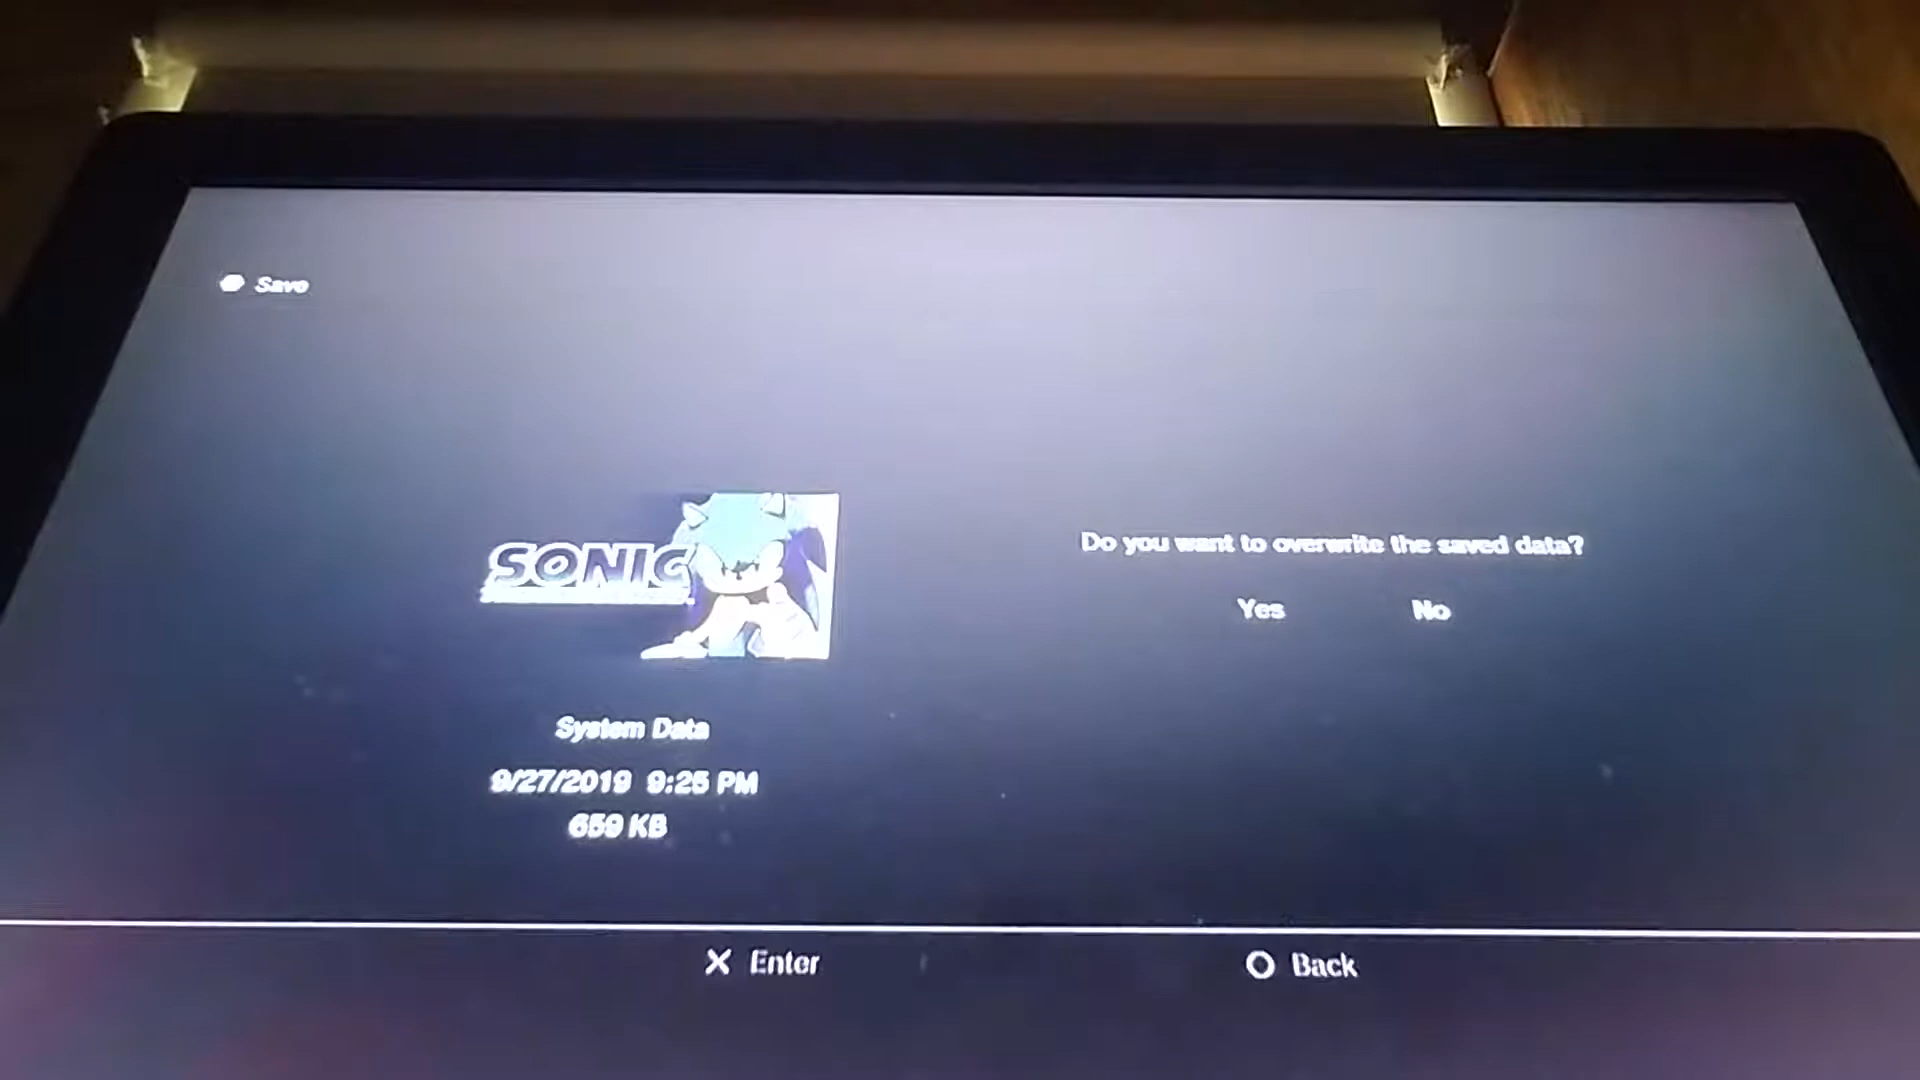 Save
SONIC
Do you want to overwrite the saved data?
Yes No
System Data
9/27/2019 9:25 PM
659 KB
Enter
Back